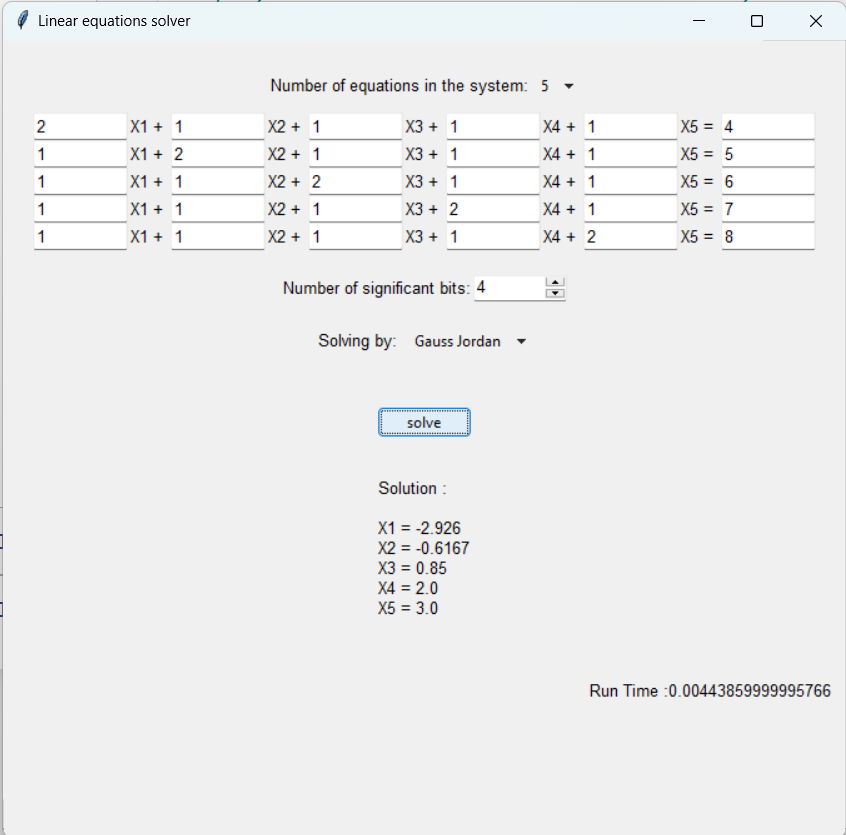 Linear equations solver
Number of equations in the system: 5
2 X1 + 1 X2 + 1 X3 + 1 X4 + 1 X5 = 4
1 X1 + 2 X2 + 1 X3 + 1 X4 + 1 X5 = 5
1 X1 + 1 X2 + 2 X3 + 1 X4 + 1 X5 = 6
1 X1 + 1 X2 + 1 X3 + 2 X4 + 1 X5 = 7
1 X1 + 1 X2 + 1 X3 + 1 X4 + 2 X5 = 8
Number of significant bits: 4
Solving by: Gauss Jordan
solve
Solution :
X1 = -2.926
X2 = -0.6167
X3 = 0.85
X4 = 2.0
X5 = 3.0
Run Time :0.00443859999995766